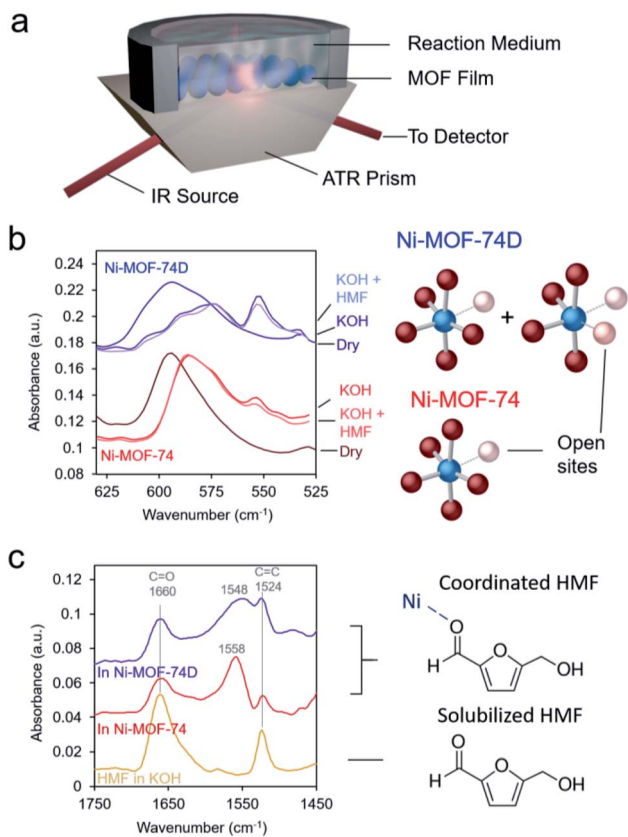 a
Reaction Medium
MOF Film
To Detector
ATR Prism
IR Source
b
Ni-MOF-74D
0.24
0.22
0.2
0.18
0.16
0.14
0.12
0.1
0.08
Absorbance (a.u.)
Ni-MOF-74
KOH +
HMF
KOH
Dry
KOH
KOH +
HMF
Dry
625
600
575
550
525
Wavenumber (cm-1)
Ni-MOF-74D
+
Ni-MOF-74
Open
sites
c
C=O
1660
1548
C=C
1524
1558
0.12
0.1
0.08
0.06
0.04
0.02
0
Absorbance (a.u.)
In Ni-MOF-74D
In Ni-MOF-74
HMF in KOH
1750
1650
1550
1450
Wavenumber (cm-1)
Coordinated HMF
Ni
O
H
O
OH
Solubilized HMF
O
H
O
OH